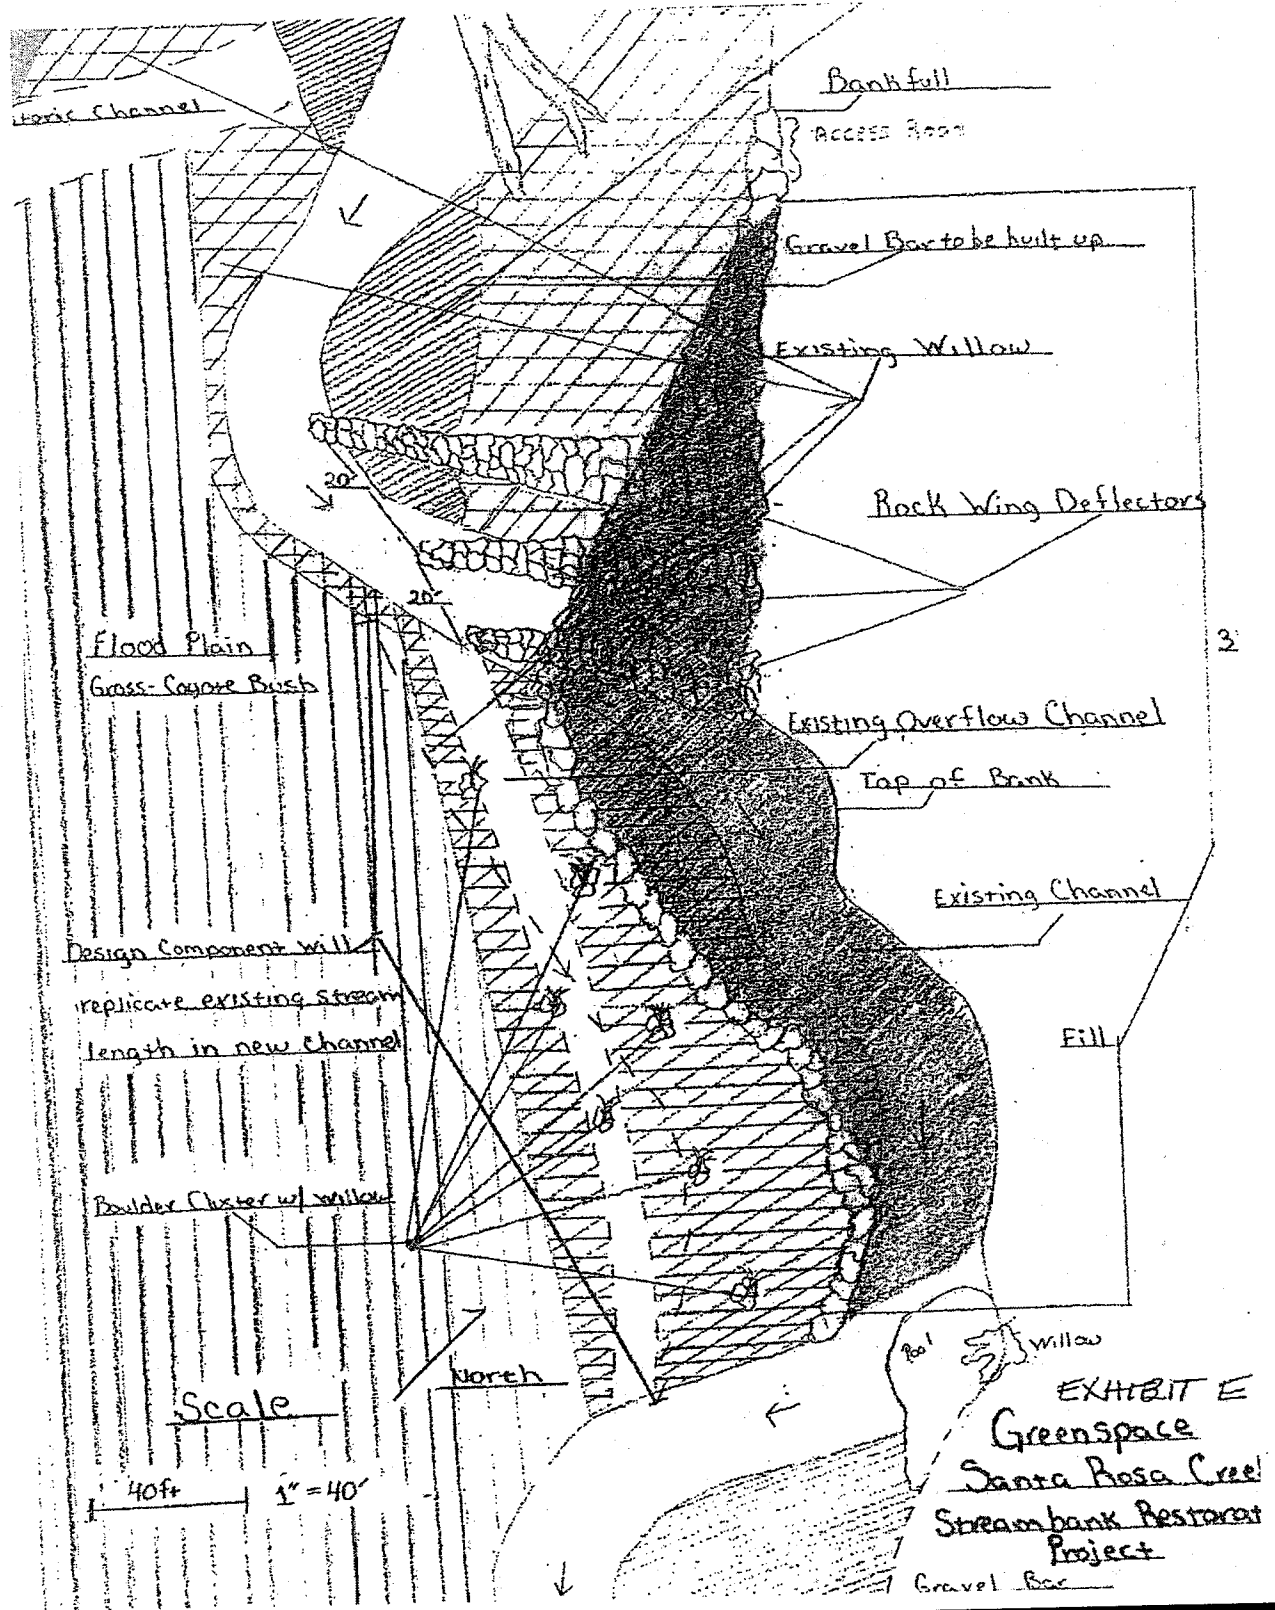 Bankfull
Channel
Access Road
Gravel Bar to be built up
Existing Willow
20'
Rock Wing Deflectors
20'
Flood Plain
Grass-Coyote Bush
3
Existing Overflow Channel
Top of Bank
Existing Channel
Design Component will
replicate existing stream
length in new channel
Fill
Boulder Cluster w/ Willow
Pool
Willow
North
Scale
40ft
1" = 40'
EXHIBIT E
Greenspace
Santa Rosa Creek
Streambank Restorat
Project
Gravel Bar